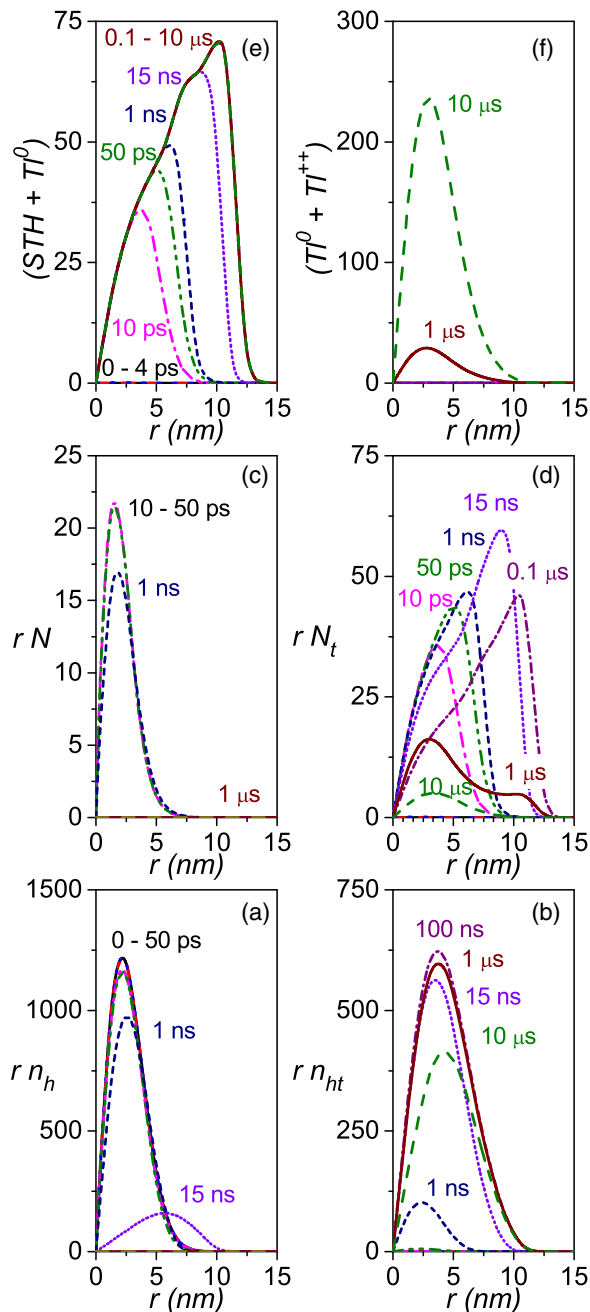 (e)
0.1 - 10 μs
15 ns
1 ns
50 ps
10 ps
0 - 4 ps
(STH + Tl⁰)
75
50
25
0
0 5 10 15
r (nm)
(f)
10 μs
1 μs
(Tl⁰ + Tl⁺⁺)
300
200
100
0
0 5 10 15
r (nm)
(c)
10 - 50 ps
1 ns
1 μs
r N
25
20
15
10
5
0
0 5 10 15
r (nm)
(d)
15 ns
1 ns
50 ps
0.1 μs
10 ps
1 μs
10 μs
r Nₜ
75
50
25
0
0 5 10 15
r (nm)
(a)
0 - 50 ps
1 ns
15 ns
r nₕ
1500
1000
500
0
0 5 10 15
r (nm)
(b)
100 ns
1 μs
15 ns
10 μs
1 ns
r nₕₜ
750
500
250
0
0 5 10 15
r (nm)